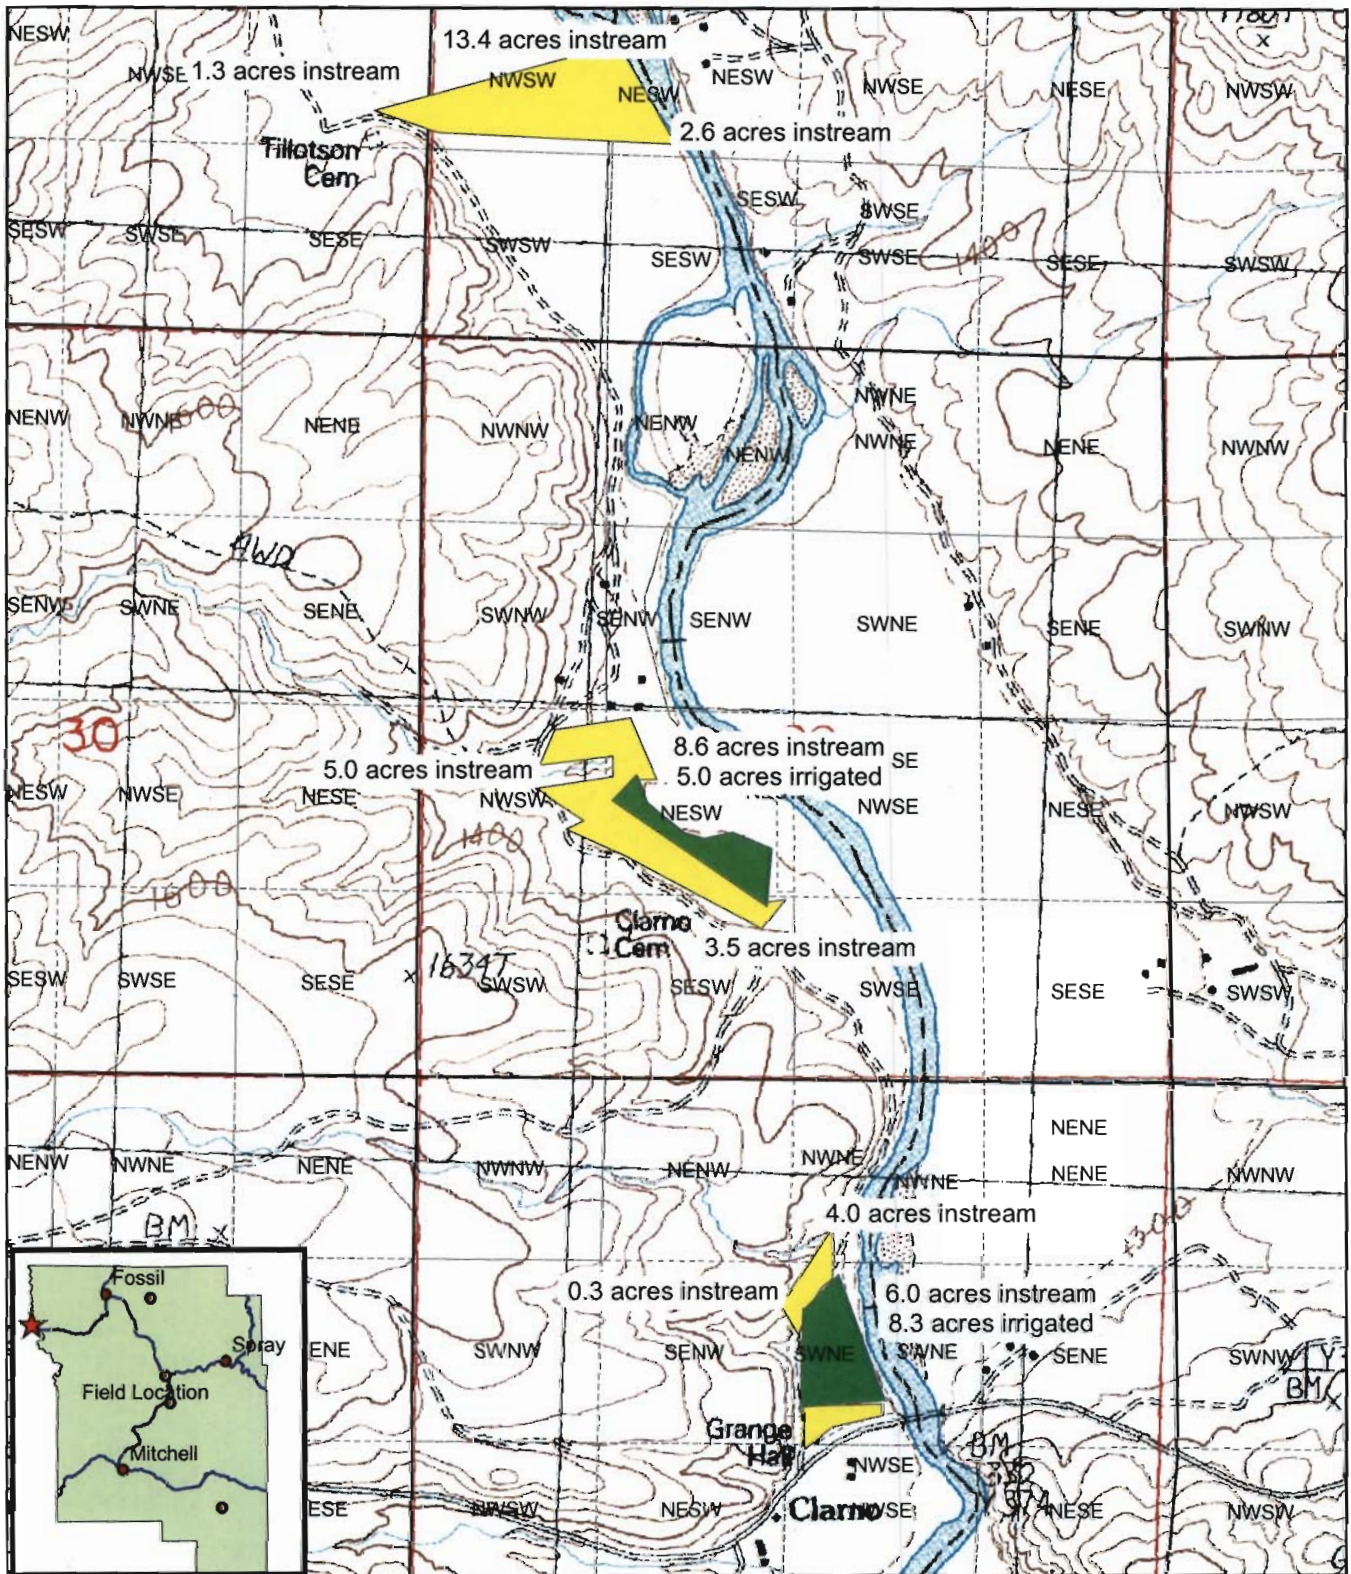 NESW
13.4 acres instream
x
NWSE
1.3 acres instream
NWSW
NESW
NESW
NWSE
NESE
NWSW
2.6 acres instream
Tillotson
Cem
SESW
SWSE
SESW
SWSE
SESE
SWSW
SESW
SWSE
1400
SESE
SWSW
NENW
NWNE
NENE
NWNW
NENW
NENW
NWNE
NWNE
NENE
NWNW
AWD
SENW
SWNE
SENE
SWNW
SENW
SENW
SWNE
SENE
SWNW
30
8.6 acres instream
5.0 acres irrigated
SE
5.0 acres instream
NESW
NWSE
NESE
NWSW
NESW
NWSE
NESE
NWSW
1400
1600
Clarno
Cem
3.5 acres instream
x 1634T
SESW
SWSE
SESE
SWSW
SESW
SWSE
SESE
SWSW
NENE
NENW
NWNE
NENE
NWNW
NENW
NWNE
NWNE
NENE
NWNW
4.0 acres instream
BM x
1300
Fossil
0.3 acres instream
6.0 acres instream
8.3 acres irrigated
Spray
ENE
SWNW
SENW
SWNE
SWNE
SENE
SWNW
BM
x
Field Location
Grange
Hall
Mitchell
BM
NWSE
ESE
NWSW
NESW
Clarno
NWSE
NESE
NWSW